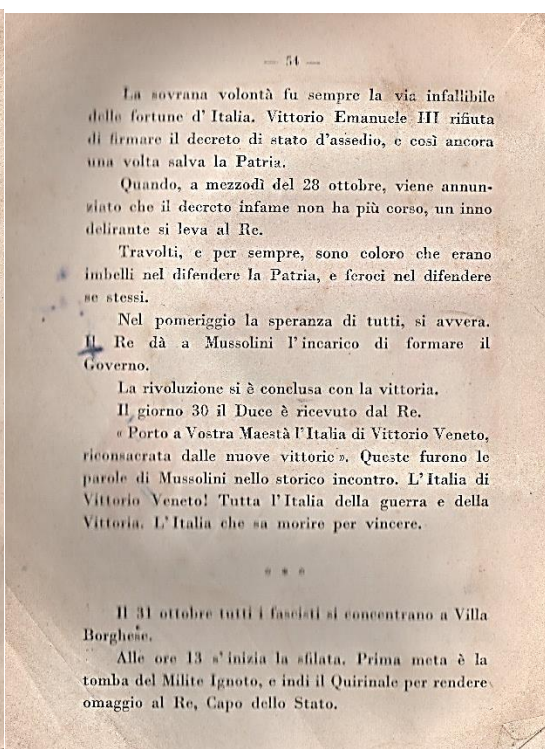 — 54 —
La sovrana volontà fu sempre la via infallibile
delle fortune d' Italia. Vittorio Emanuele III rifiuta
di firmare il decreto di stato d'assedio, e così ancora
una volta salva la Patria.
Quando, a mezzodì del 28 ottobre, viene annun-
ziato che il decreto infame non ha più corso, un inno
delirante si leva al Re.
Travolti, e per sempre, sono coloro che erano
imbelli nel difendere la Patria, e feroci nel difendere
se stessi.
Nel pomeriggio la speranza di tutti, si avvera.
Il Re dà a Mussolini l' incarico di formare il
Governo.
La rivoluzione si è conclusa con la vittoria.
Il giorno 30 il Duce è ricevuto dal Re.
« Porto a Vostra Maestà l'Italia di Vittorio Veneto,
riconsacrata dalle nuove vittorie ». Queste furono le
parole di Mussolini nello storico incontro. L' Italia di
Vittorio Veneto! Tutta l'Italia della guerra e della
Vittoria. L' Italia che sa morire per vincere.
* * *
Il 31 ottobre tutti i fascisti si concentrano a Villa
Borghese.
Alle ore 13 s' inizia la sfilata. Prima meta è la
tomba del Milite Ignoto, e indi il Quirinale per rendere
omaggio al Re, Capo dello Stato.